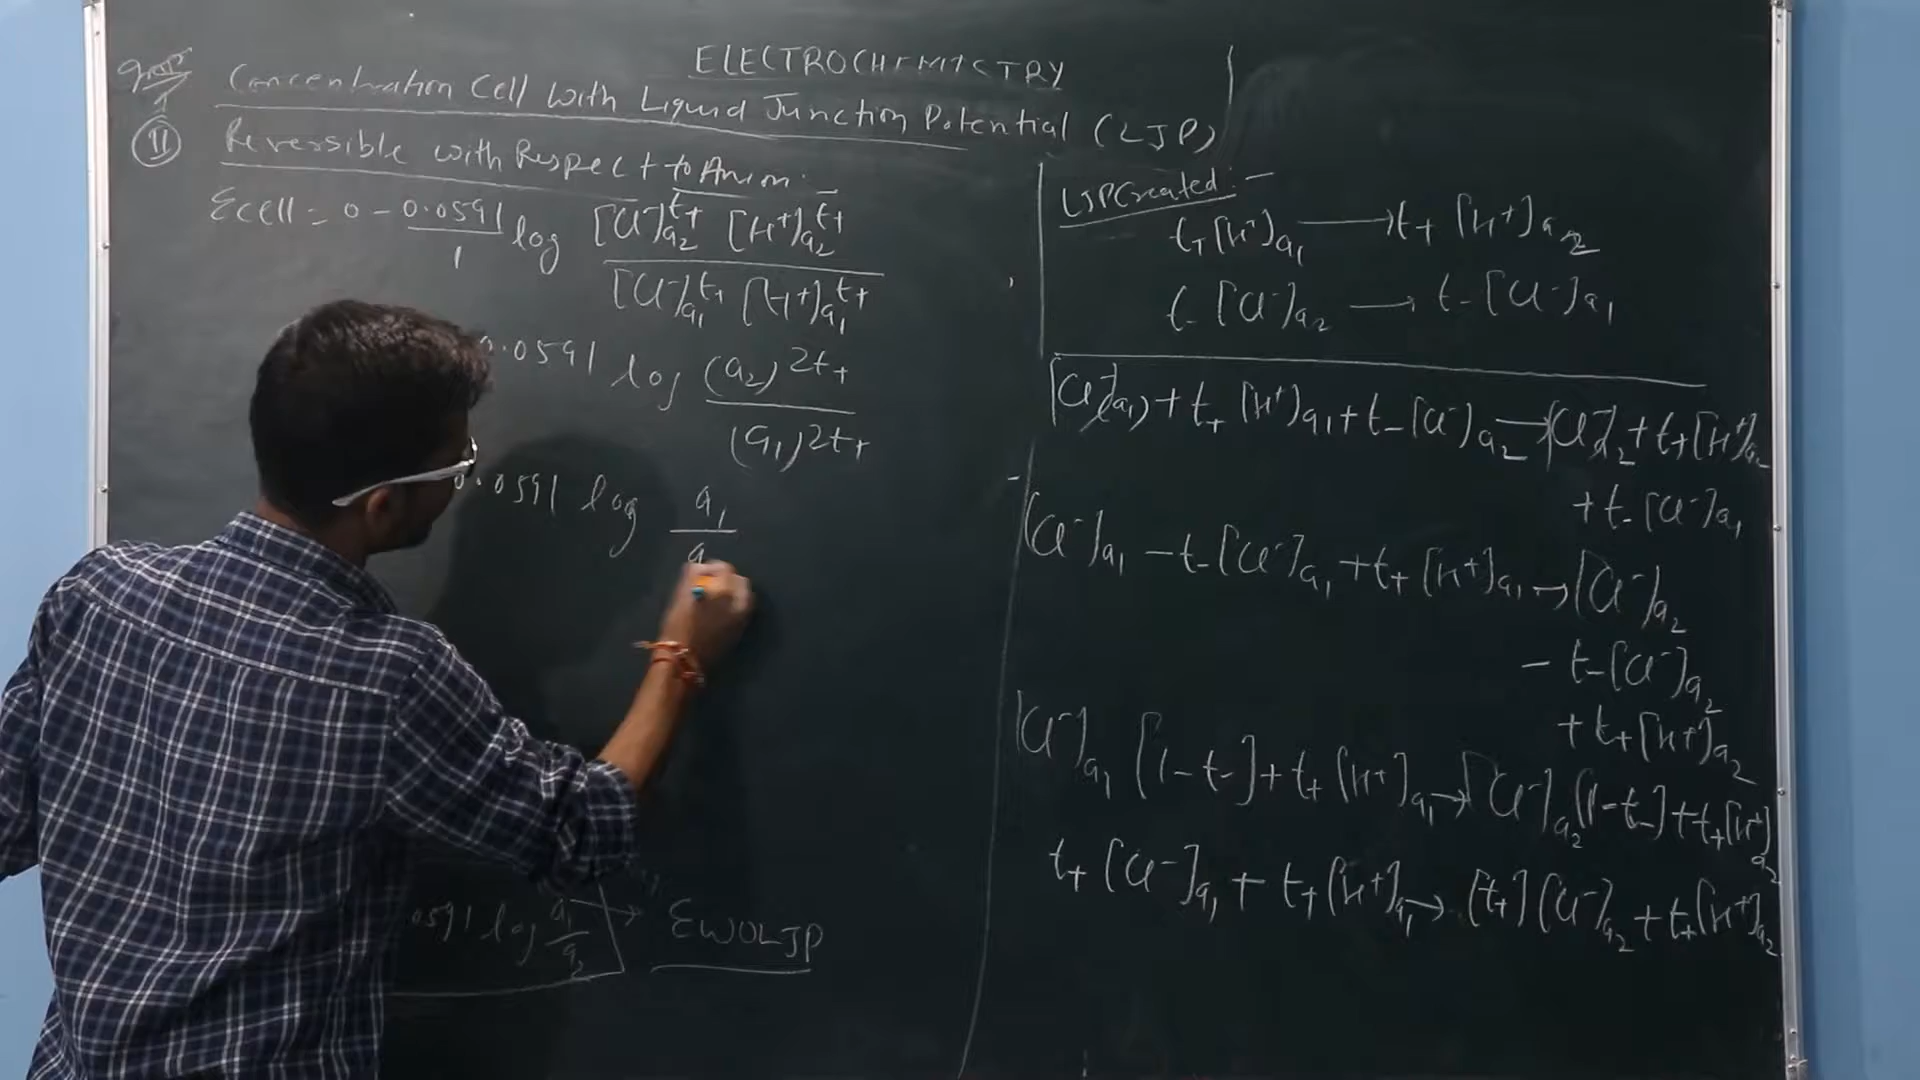 ELECTROCHEMISTRY
Concentration Cell with Liquid Junction Potential (LJP)
II Reversible with Respect to Anion:-
Ecell = 0 - 0.0591/1 log [Cl-]a2^t+ [H+]a2^t+ / [Cl-]a1^t+ [H+]a1^t+
0.0591 log (a2)^2t+ / (a1)^2t+
0.0591 log a1 / a
0591 log a1/a2 → EWOLJP
LJP Created:-
t+[H+]a1 → t+[H+]a2
t-[Cl-]a2 → t-[Cl-]a1
[Cl-]a1 + t+[H+]a1 + t-[Cl-]a2 → [Cl-]a2 + t+[H+]a2
+ t-[Cl-]a1
[Cl-]a1 - t-[Cl-]a1 + t+[H+]a1 → [Cl-]a2
- t-[Cl-]a2
+ t+[H+]a2
[Cl-]a1 [1-t-] + t+[H+]a1 → [Cl-]a2 [1-t-] + t+[H+]a2
t+[Cl-]a1 + t+[H+]a1 → [t+][Cl-]a2 + t+[H+]a2